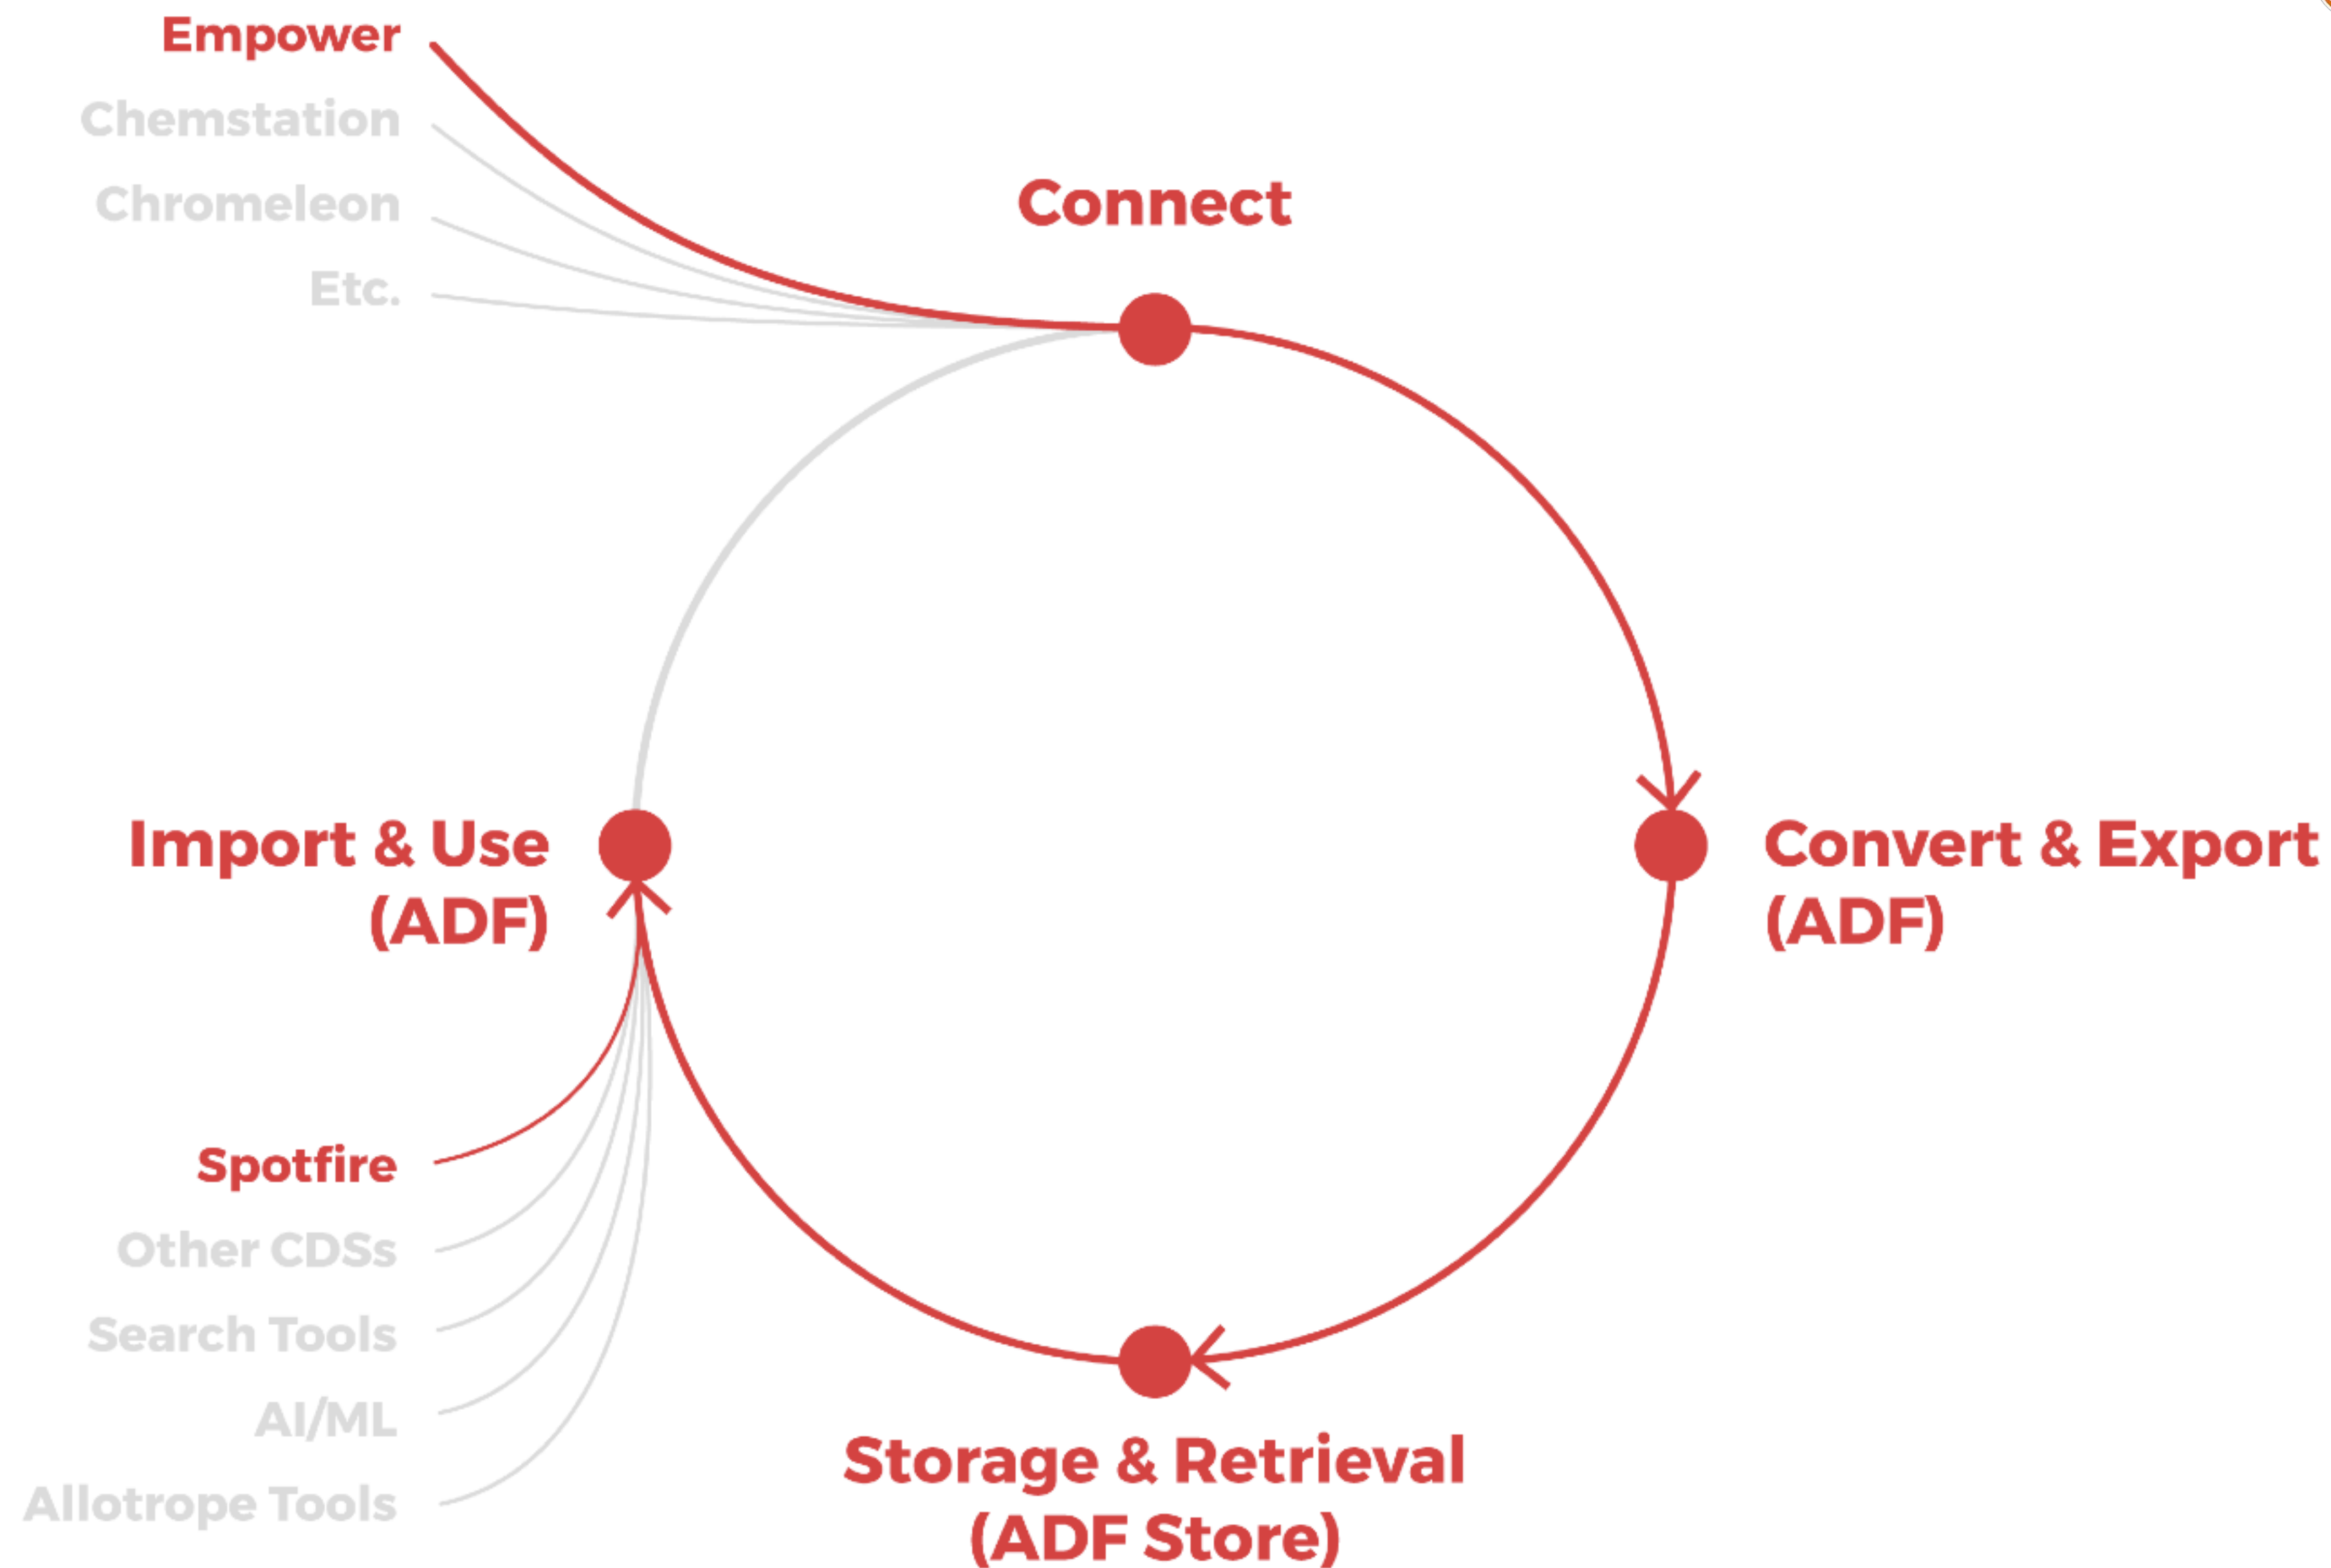 Empower
Chemstation
Chromeleon
Etc.
Connect
Import & Use
(ADF)
Convert & Export
(ADF)
Spotfire
Other CDSs
Search Tools
AI/ML
Allotrope Tools
Storage & Retrieval
(ADF Store)